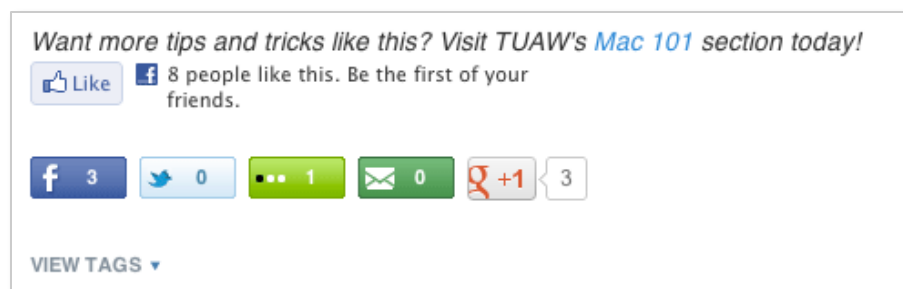 Want more tips and tricks like this? Visit TUAW's Mac 101 section today!
Like
8 people like this. Be the first of your
friends.
3 0 1 0 +1 3
VIEW TAGS